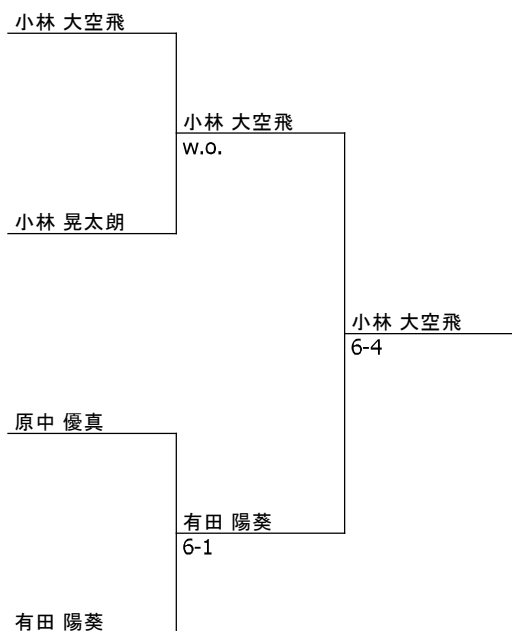 小林 大空飛
小林 大空飛
w.o.
小林 晃太朗
小林 大空飛
6-4
原中 優真
有田 陽葵
6-1
有田 陽葵